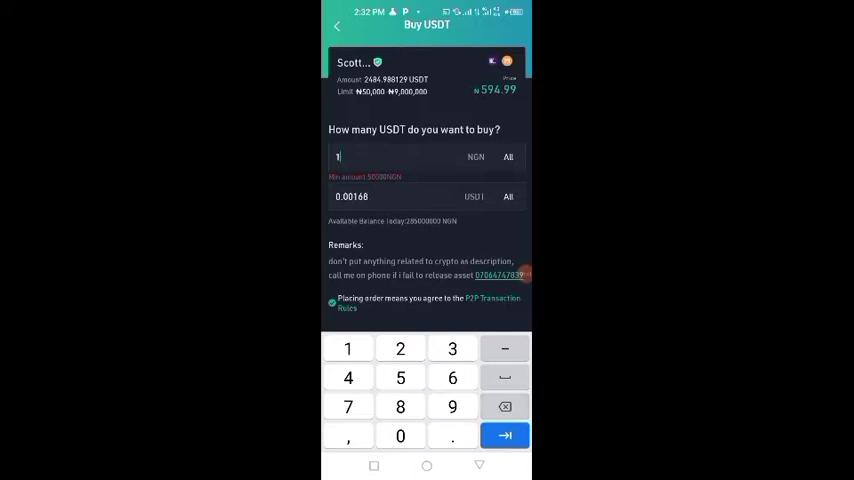 2:32 PM
Buy USDT
Scott...
Amount 2484.988129 USDT
Price
Limit ₦50,000 -₦9,000,000
₦594.99
How many USDT do you want to buy?
1 NGN All
Min amount 50000NGN
0.00168 USDT All
Available Balance Today:285000000 NGN
Remarks:
don't put anything related to crypto as description,
call me on phone if i fail to release asset 07064747839
Placing order means you agree to the P2P Transaction
Rules
1 2 3 -
4 5 6
7 8 9
, 0 .